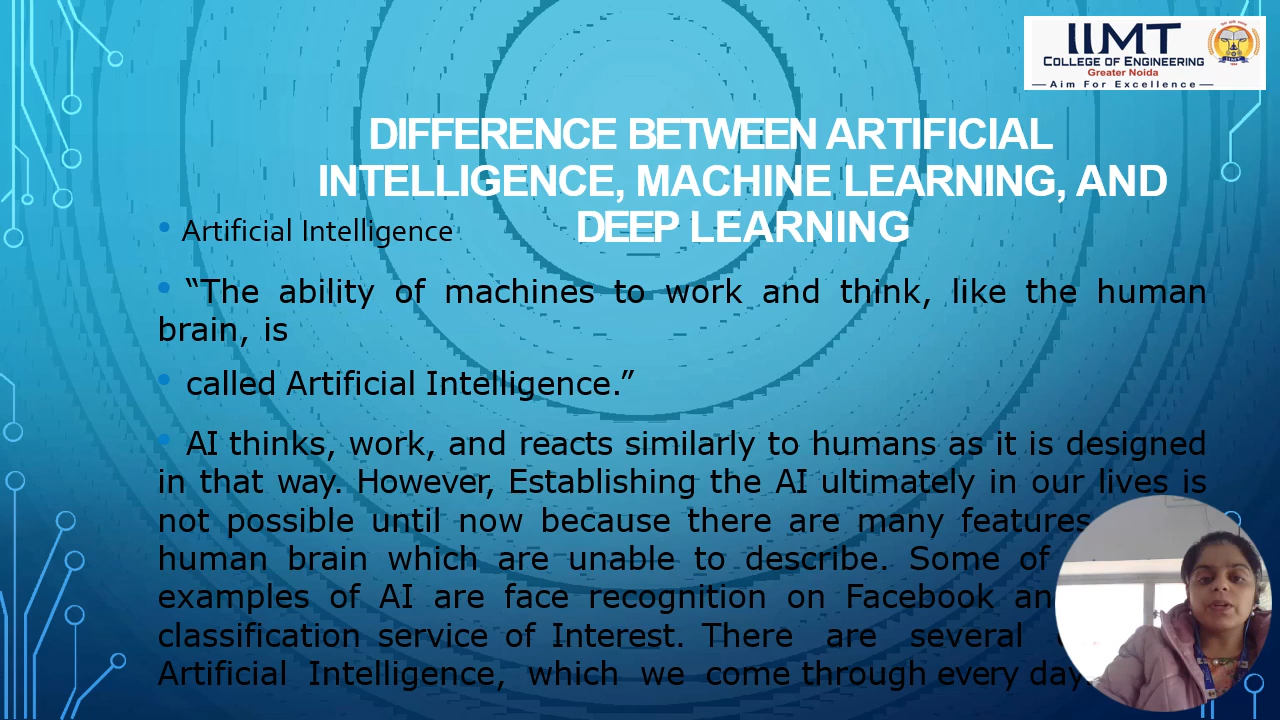 IIMT
COLLEGE OF ENGINEERING
Greater Noida
Aim For Excellence
DIFFERENCE BETWEEN ARTIFICIAL
INTELLIGENCE, MACHINE LEARNING, AND
DEEP LEARNING
• Artificial Intelligence
• “The ability of machines to work and think, like the human
brain, is
• called Artificial Intelligence.”
• AI thinks, work, and reacts similarly to humans as it is designed
in that way. However, Establishing the AI ultimately in our lives is
not possible until now because there are many features
human brain which are unable to describe. Some of
examples of AI are face recognition on Facebook
classification service of Interest. There are several
Artificial Intelligence, which we come through every day.